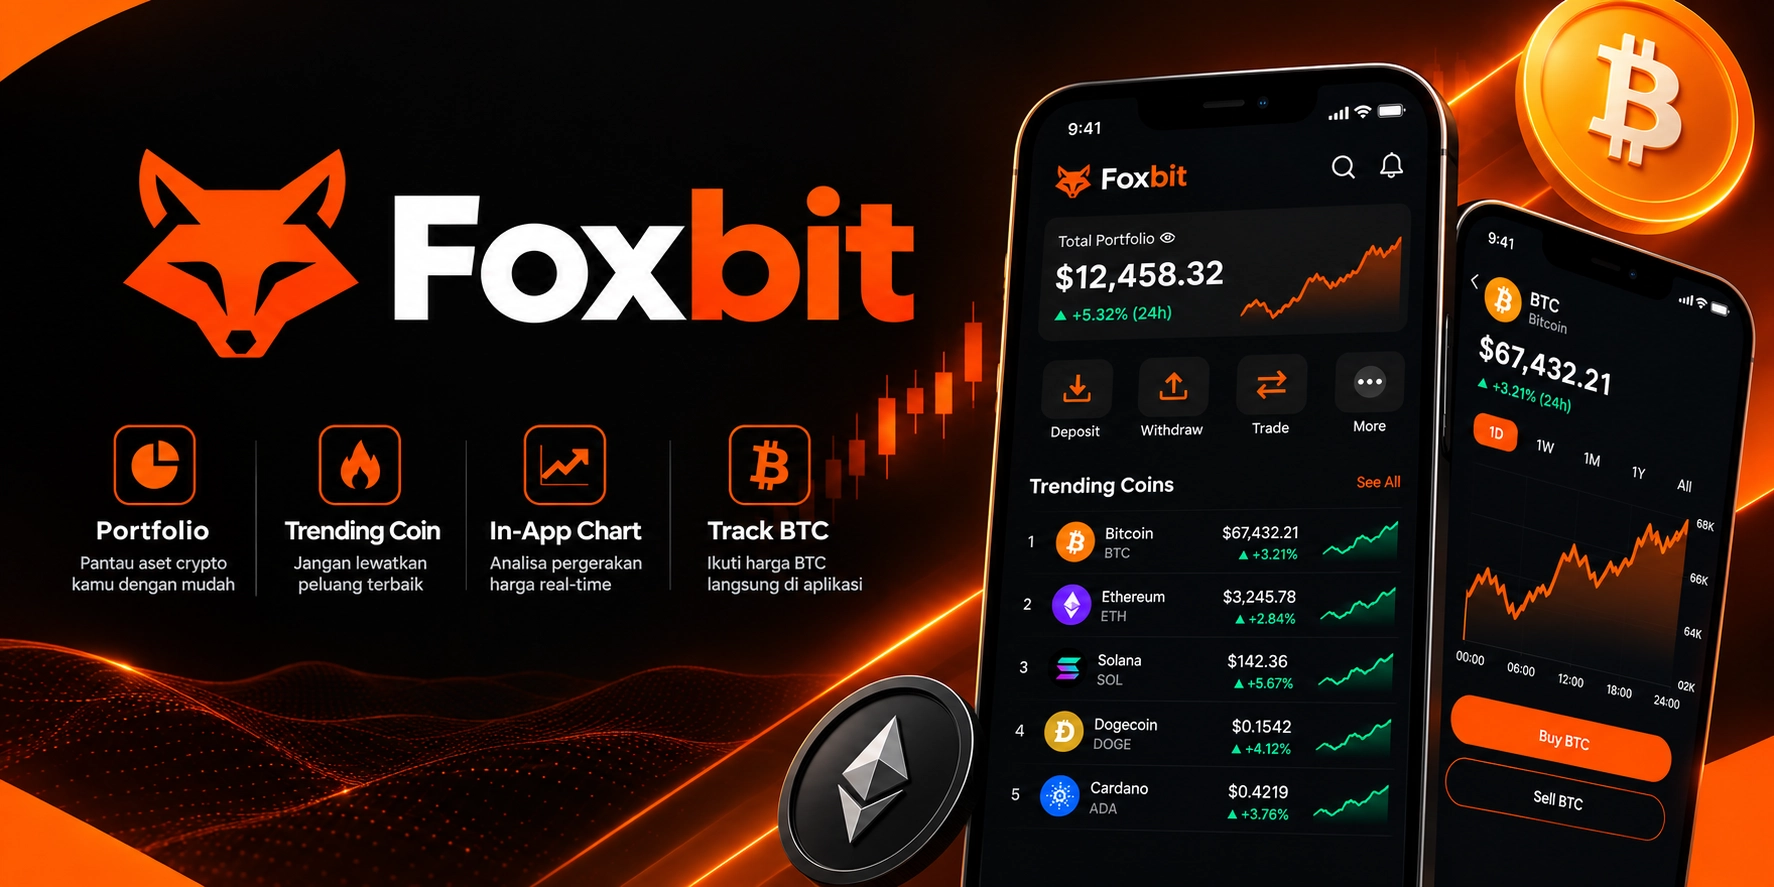 Foxbit
Portfolio
Pantau aset crypto
kamu dengan mudah
Trending Coin
Jangan lewatkan
peluang terbaik
In-App Chart
Analisa pergerakan
harga real-time
Track BTC
Ikuti harga BTC
langsung di aplikasi
9:41
Foxbit
Total Portfolio
$12,458.32
+5.32% (24h)
Deposit
Withdraw
Trade
More
Trending Coins
See All
1
Bitcoin
BTC
$67,432.21
+3.21%
2
Ethereum
ETH
$3,245.78
+2.84%
3
Solana
SOL
$142.36
+5.67%
4
Dogecoin
DOGE
$0.1542
+4.12%
5
Cardano
ADA
$0.4219
+3.76%
9:41
BTC
Bitcoin
$67,432.21
+3.21% (24h)
1D
1W
1M
1Y
All
68K
66K
64K
02K
00:00
06:00
12:00
18:00
24:00
Buy BTC
Sell BTC